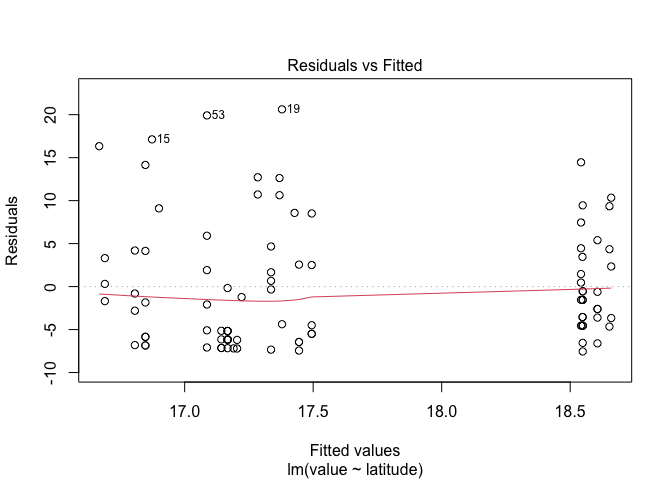 Residuals vs Fitted
Residuals
20
15
10
5
0
-5
-10
53
19
15
17.0 17.5 18.0 18.5
Fitted values
lm(value ~ latitude)